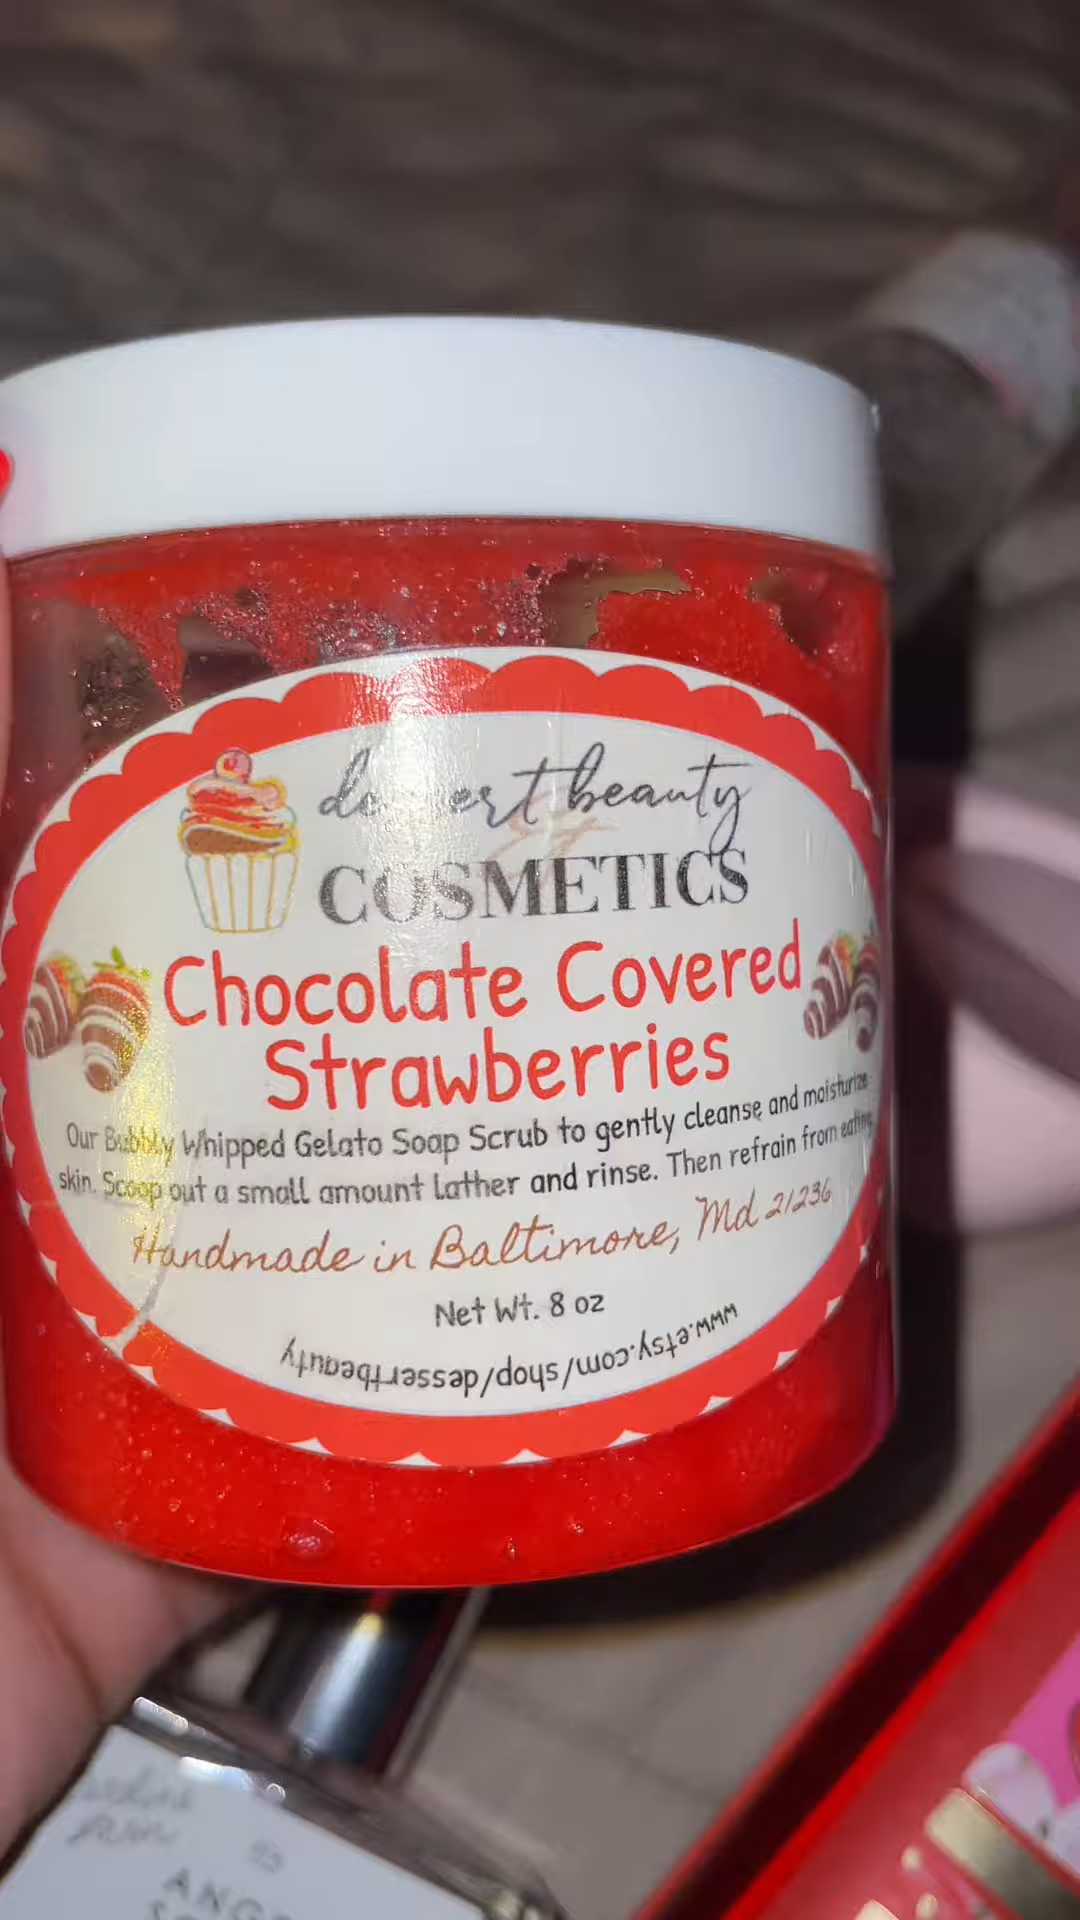 dessert beauty
COSMETICS
Chocolate Covered
Strawberries
Our Bubbly Whipped Gelato Soap Scrub to gently cleanse and moisturize
skin. Scoop out a small amount lather and rinse. Then refrain from eating
Handmade in Baltimore, Md 21236
Net Wt. 8 oz
www.etsy.com/shop/dessertbeauty